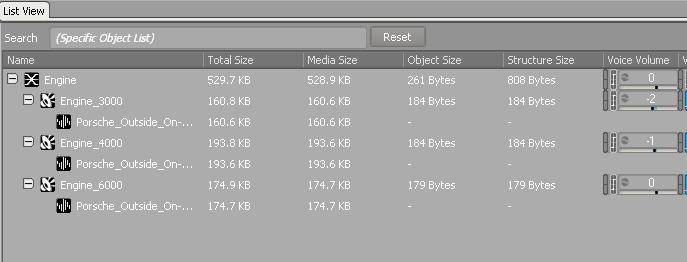 List View
Search (Specific Object List) Reset
Name Total Size Media Size Object Size Structure Size Voice Volume V
Engine 529.7 KB 528.9 KB 261 Bytes 808 Bytes 0
Engine_3000 160.8 KB 160.6 KB 184 Bytes 184 Bytes -2
Porsche_Outside_On-... 160.6 KB 160.6 KB - -
Engine_4000 193.8 KB 193.6 KB 184 Bytes 184 Bytes -1
Porsche_Outside_On-... 193.6 KB 193.6 KB - -
Engine_6000 174.9 KB 174.7 KB 179 Bytes 179 Bytes 0
Porsche_Outside_On-... 174.7 KB 174.7 KB - -